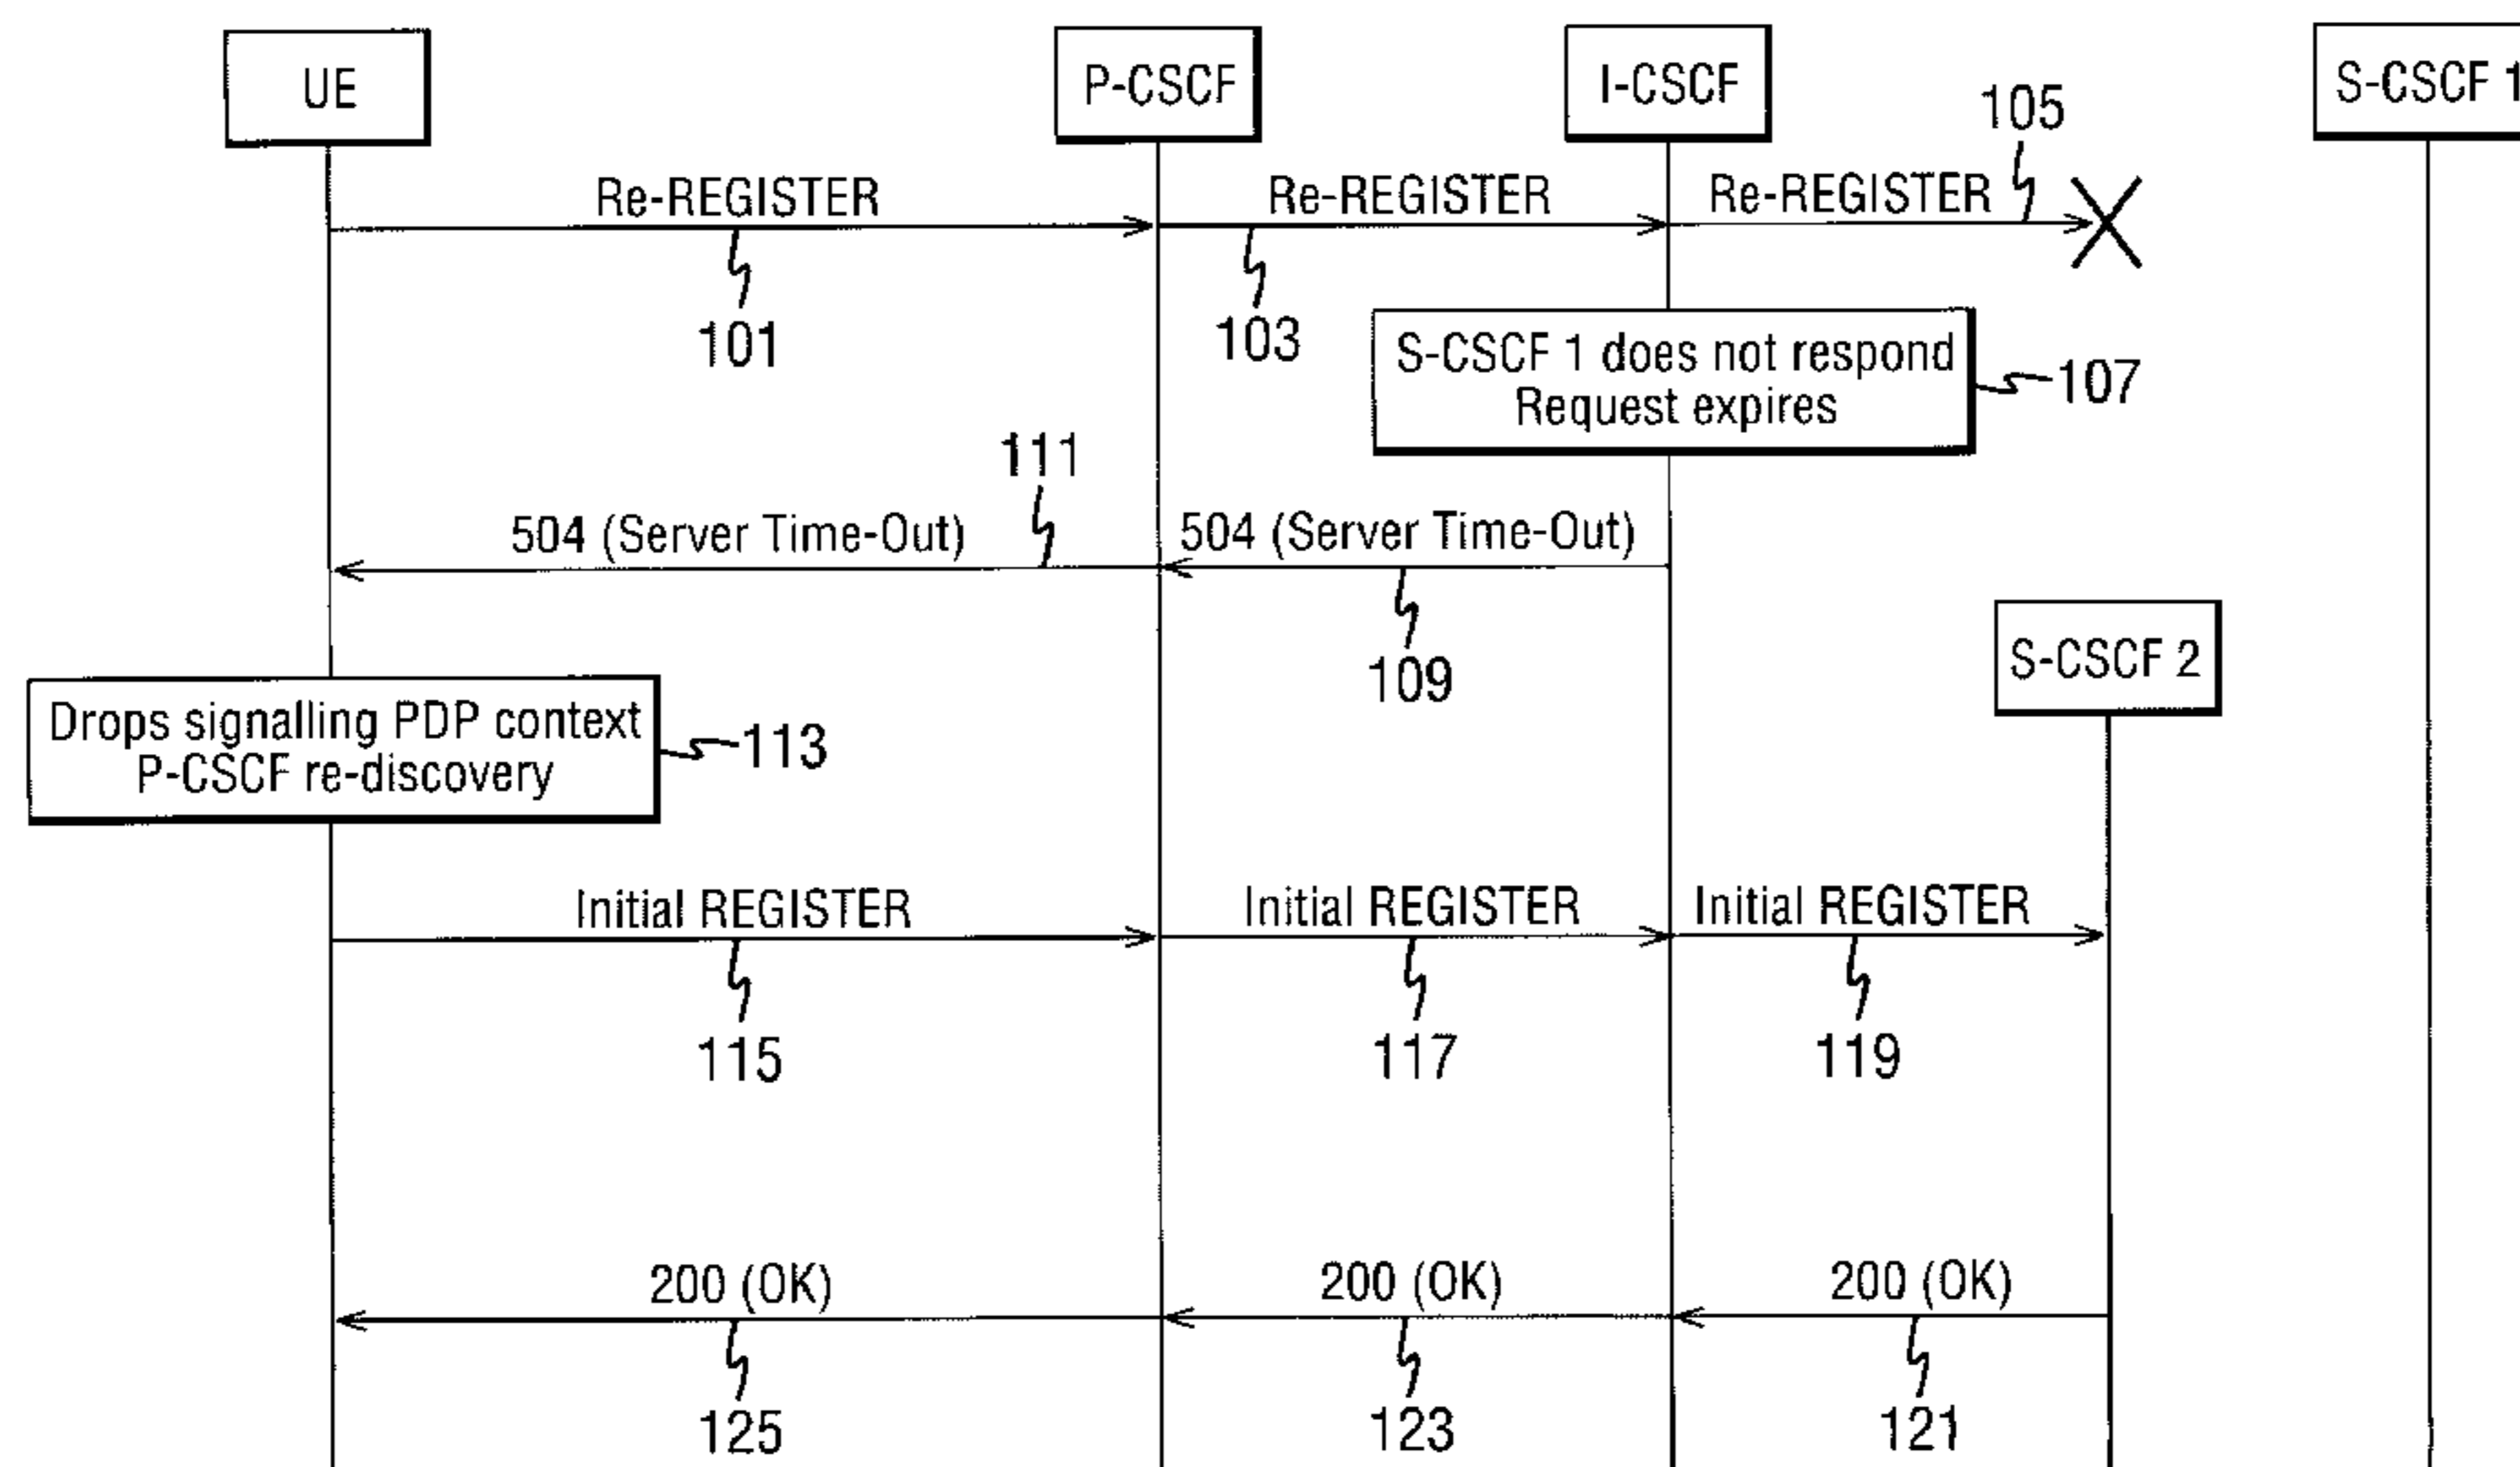 UE
P-CSCF
I-CSCF
S-CSCF 1
105
Re-REGISTER
Re-REGISTER
Re-REGISTER
101
103
S-CSCF 1 does not respond
Request expires
107
111
504 (Server Time-Out)
504 (Server Time-Out)
109
S-CSCF 2
Drops signalling PDP context
P-CSCF re-discovery
113
Initial REGISTER
Initial REGISTER
Initial REGISTER
115
117
119
200 (OK)
200 (OK)
200 (OK)
125
123
121